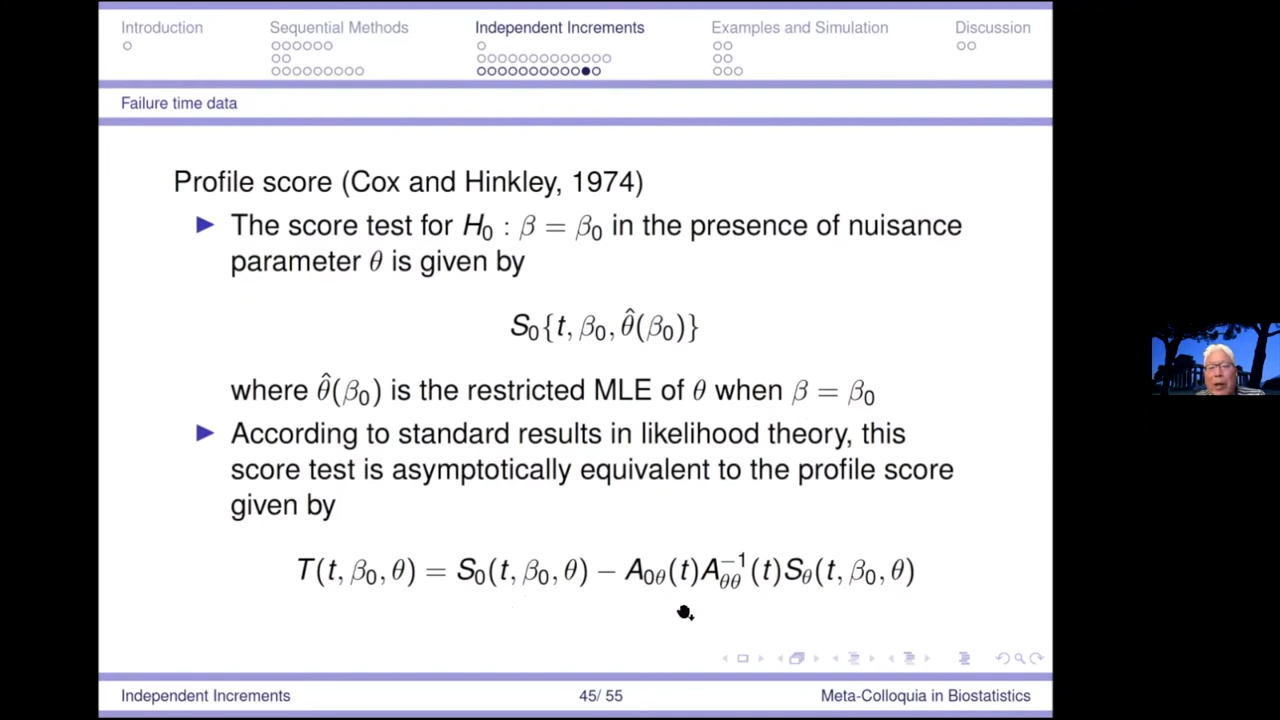 Introduction Sequential Methods Independent Increments Examples and Simulation Discussion
Failure time data
Profile score (Cox and Hinkley, 1974)
▶ The score test for H₀ : β = β₀ in the presence of nuisance
parameter θ is given by
S₀{t, β₀, θ̂(β₀)}
where θ̂(β₀) is the restricted MLE of θ when β = β₀
▶ According to standard results in likelihood theory, this
score test is asymptotically equivalent to the profile score
given by
T(t, β₀, θ) = S₀(t, β₀, θ) − A₀θ(t)A⁻¹θθ(t)Sθ(t, β₀, θ)
Independent Increments 45/ 55 Meta-Colloquia in Biostatistics